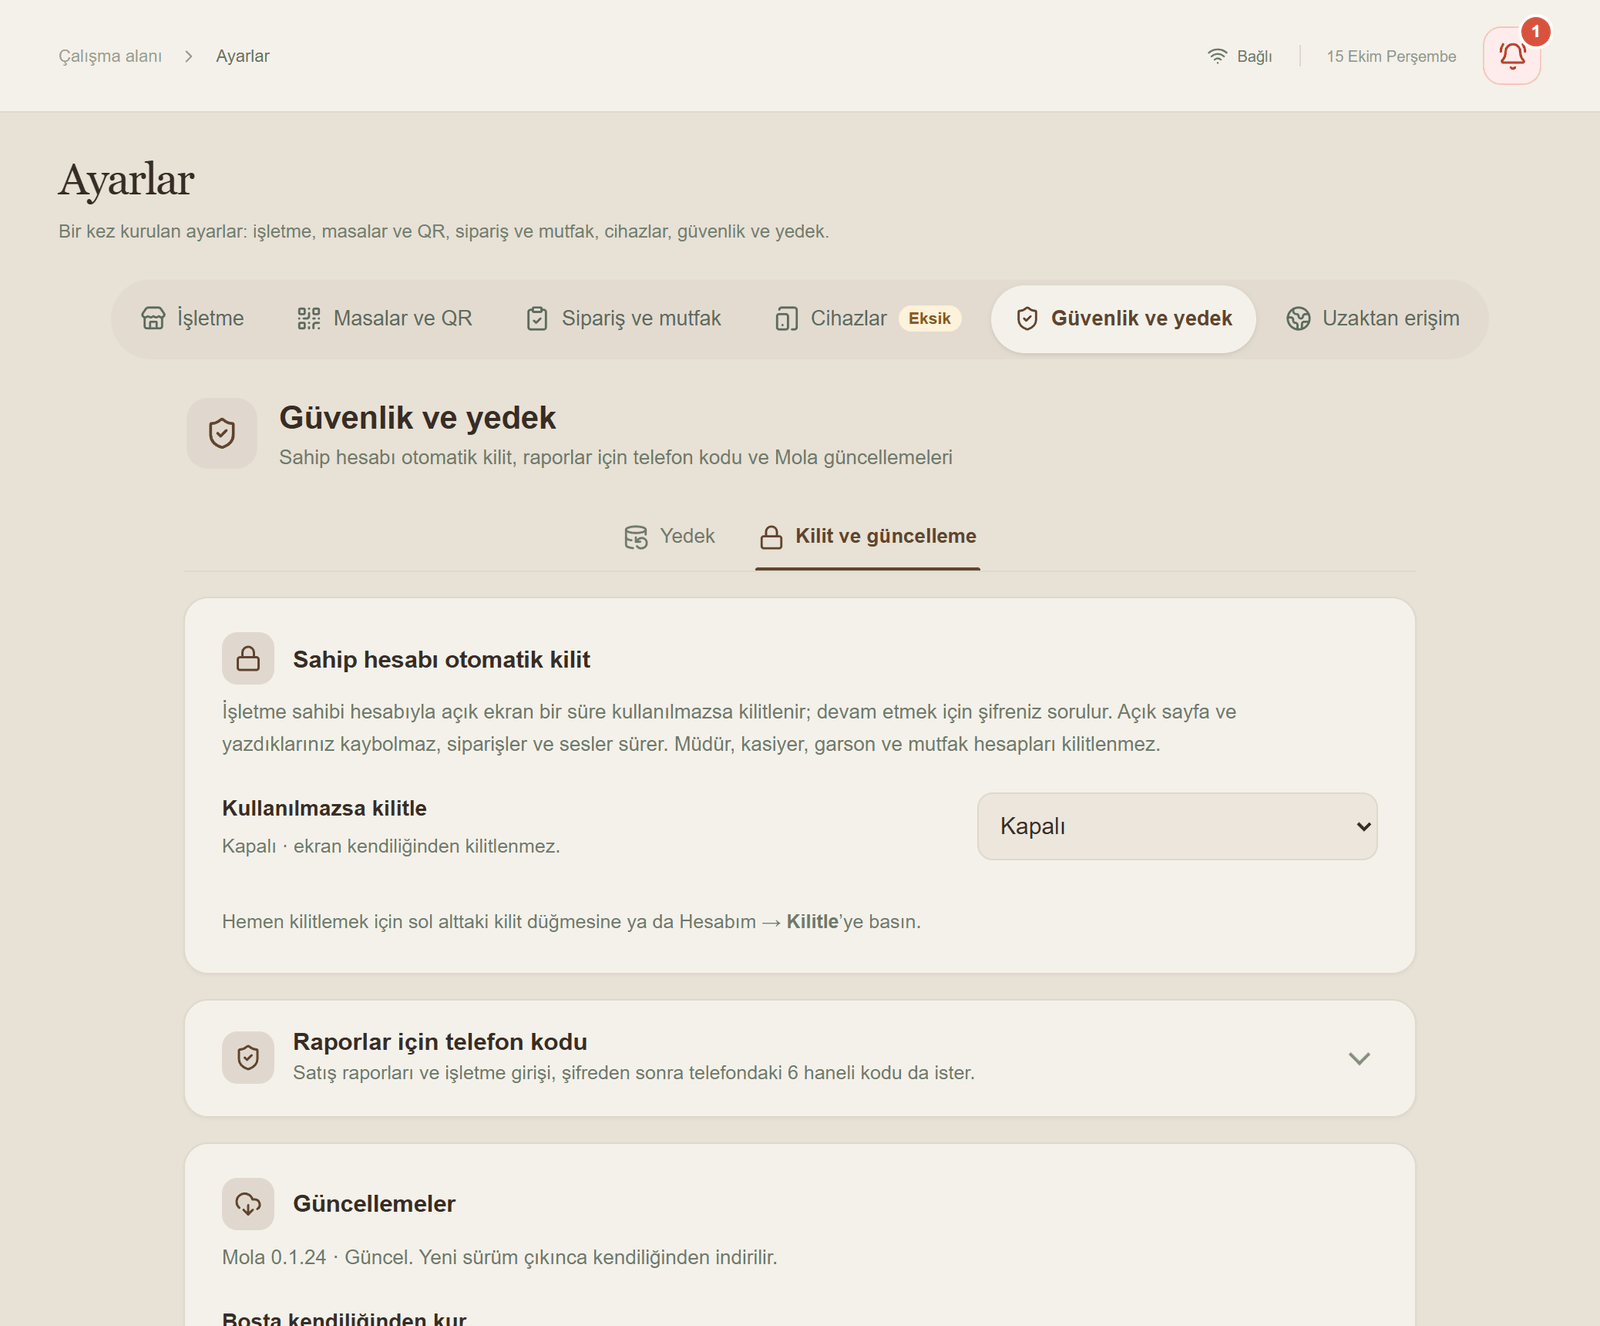 Çalışma alanı > Ayarlar
Bağlı
15 Ekim Perşembe
1
Ayarlar
Bir kez kurulan ayarlar: işletme, masalar ve QR, sipariş ve mutfak, cihazlar, güvenlik ve yedek.
İşletme
Masalar ve QR
Sipariş ve mutfak
Cihazlar Eksik
Güvenlik ve yedek
Uzaktan erişim
Güvenlik ve yedek
Sahip hesabı otomatik kilit, raporlar için telefon kodu ve Mola güncellemeleri
Yedek
Kilit ve güncelleme
Sahip hesabı otomatik kilit
İşletme sahibi hesabıyla açık ekran bir süre kullanılmazsa kilitlenir; devam etmek için şifreniz sorulur. Açık sayfa ve
yazdıklarınız kaybolmaz, siparişler ve sesler sürer. Müdür, kasiyer, garson ve mutfak hesapları kilitlenmez.
Kullanılmazsa kilitle
Kapalı · ekran kendiliğinden kilitlenmez.
Kapalı
Hemen kilitlemek için sol alttaki kilit düğmesine ya da Hesabım → Kilitle’ye basın.
Raporlar için telefon kodu
Satış raporları ve işletme girişi, şifreden sonra telefondaki 6 haneli kodu da ister.
Güncellemeler
Mola 0.1.24 · Güncel. Yeni sürüm çıkınca kendiliğinden indirilir.
Boşta kendiliğinden kur